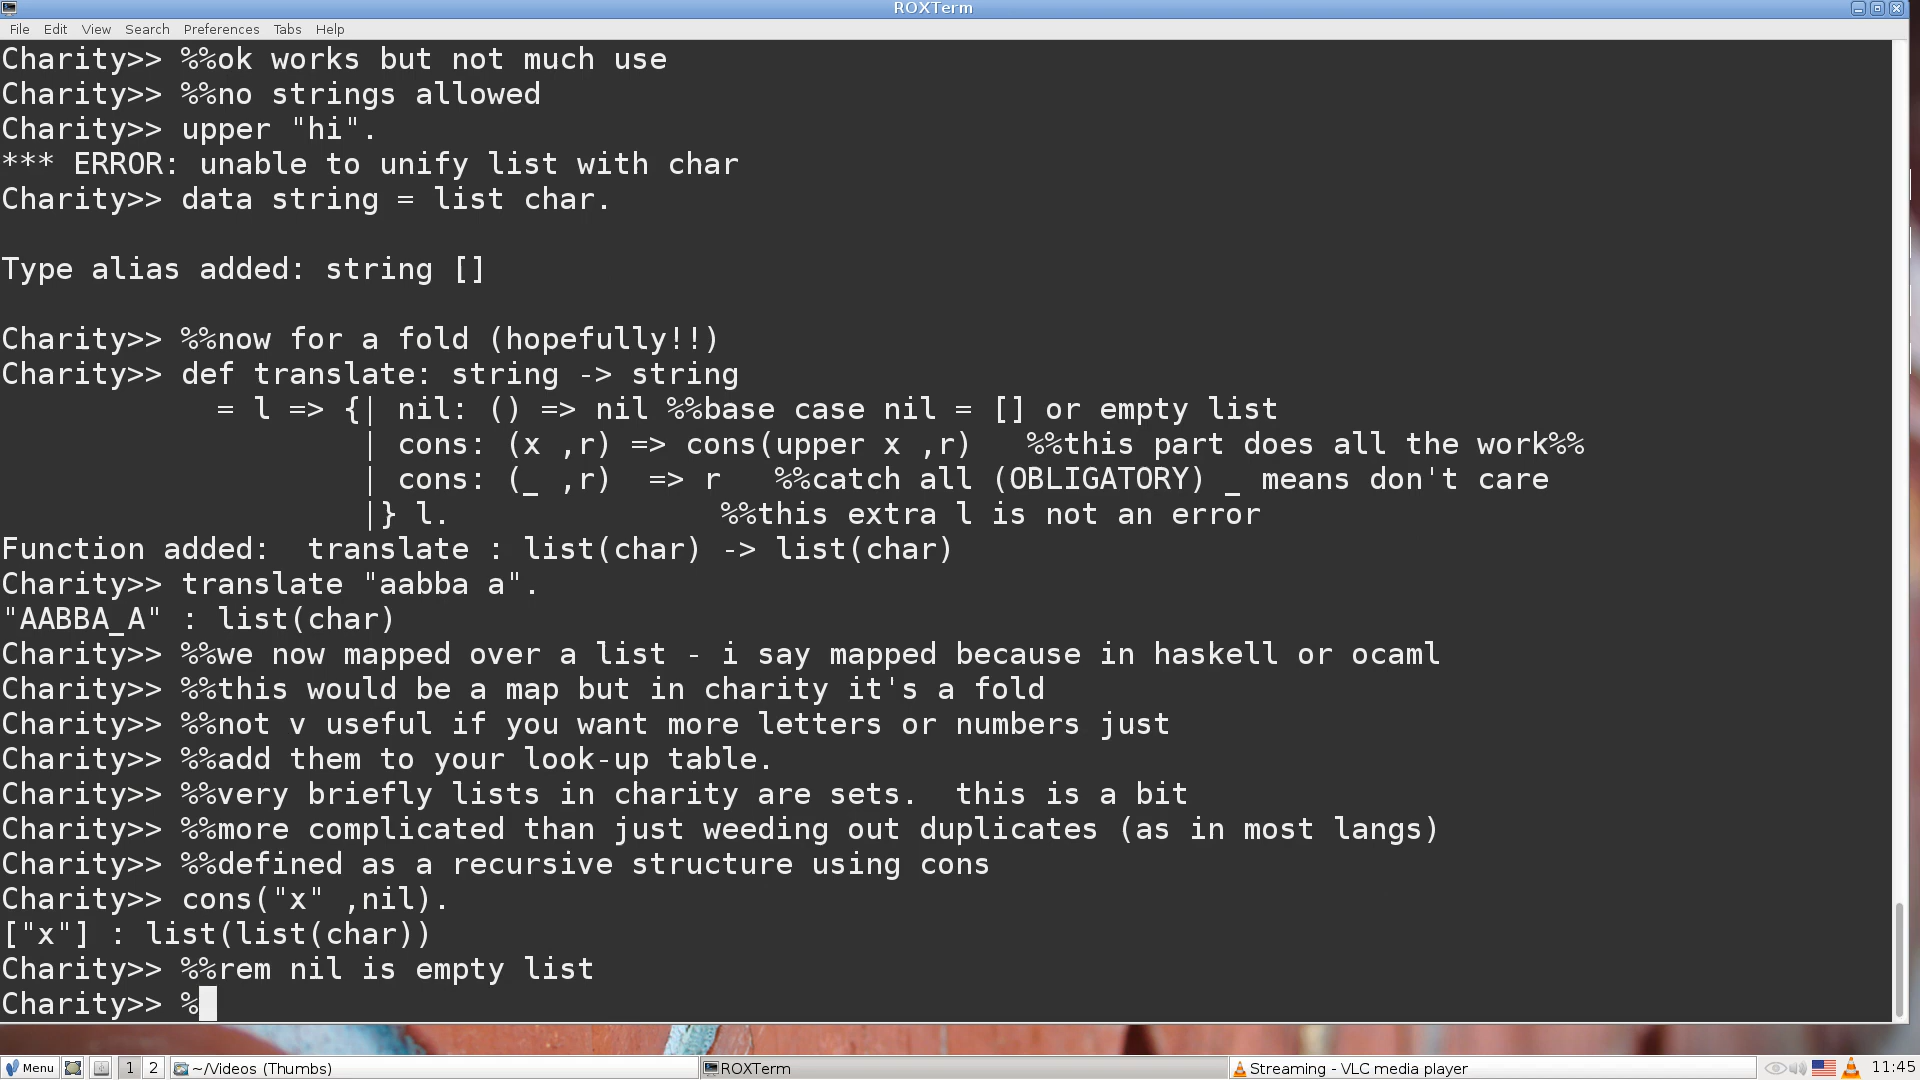 ROXTerm
File Edit View Search Preferences Tabs Help
Charity>> %%ok works but not much use
Charity>> %%no strings allowed
Charity>> upper "hi".
*** ERROR: unable to unify list with char
Charity>> data string = list char.
Type alias added: string []
Charity>> %%now for a fold (hopefully!!)
Charity>> def translate: string -> string
= l => {| nil: () => nil %%base case nil = [] or empty list
| cons: (x ,r) => cons(upper x ,r)   %%this part does all the work%%
| cons: (_ ,r)  => r   %%catch all (OBLIGATORY) _ means don't care
|} l.               %%this extra l is not an error
Function added:  translate : list(char) -> list(char)
Charity>> translate "aabba a".
"AABBA_A" : list(char)
Charity>> %%we now mapped over a list - i say mapped because in haskell or ocaml
Charity>> %%this would be a map but in charity it's a fold
Charity>> %%not v useful if you want more letters or numbers just
Charity>> %%add them to your look-up table.
Charity>> %%very briefly lists in charity are sets.  this is a bit
Charity>> %%more complicated than just weeding out duplicates (as in most langs)
Charity>> %%defined as a recursive structure using cons
Charity>> cons("x" ,nil).
["x"] : list(list(char))
Charity>> %%rem nil is empty list
Charity>> %
Menu 1 2 ~/Videos (Thumbs) ROXTerm Streaming - VLC media player 11:45